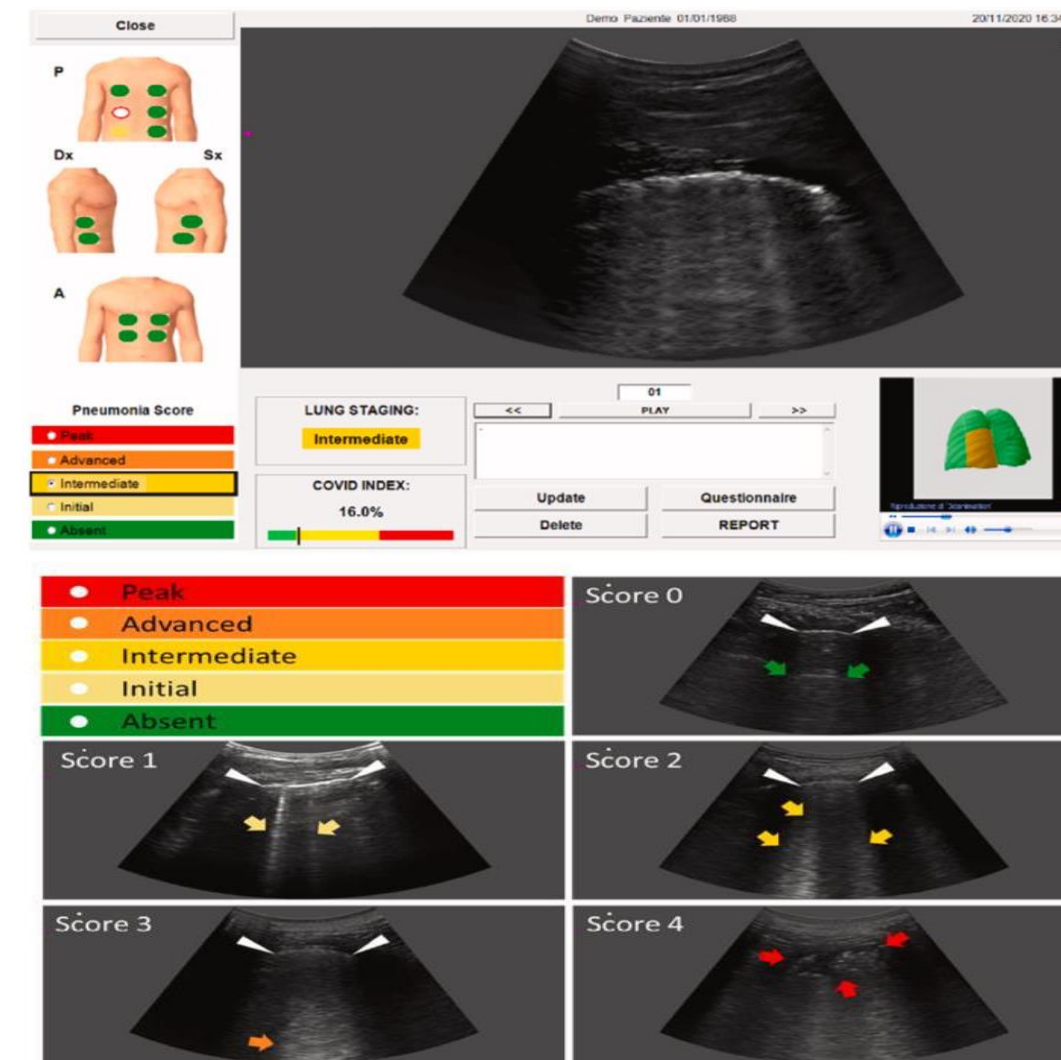 Close
Demo Paziente 01/01/1988
20/11/2020 16:34
P
Dx Sx
A
Pneumonia Score
Peak
Advanced
Intermediate
Initial
Absent
LUNG STAGING:
Intermediate
COVID INDEX:
16.0%
01
<< PLAY >>
-
Update Questionnaire
Delete REPORT
Peak
Advanced
Intermediate
Initial
Absent
Score 0
Score 1
Score 2
Score 3
Score 4